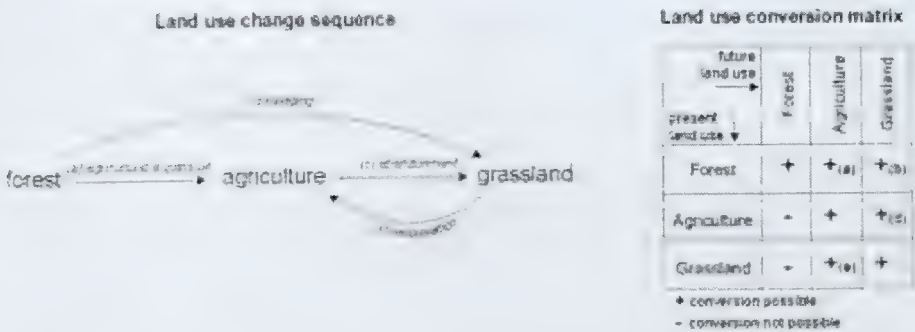 Land use change sequence
forest
agriculture
grassland
Land use conversion matrix
future
land use
present
land use
Forest
Agriculture
Grassland
Forest + +(a) +(b)
Agriculture - + +(d)
Grassland - +(e) +
+ conversion possible
- conversion not possible